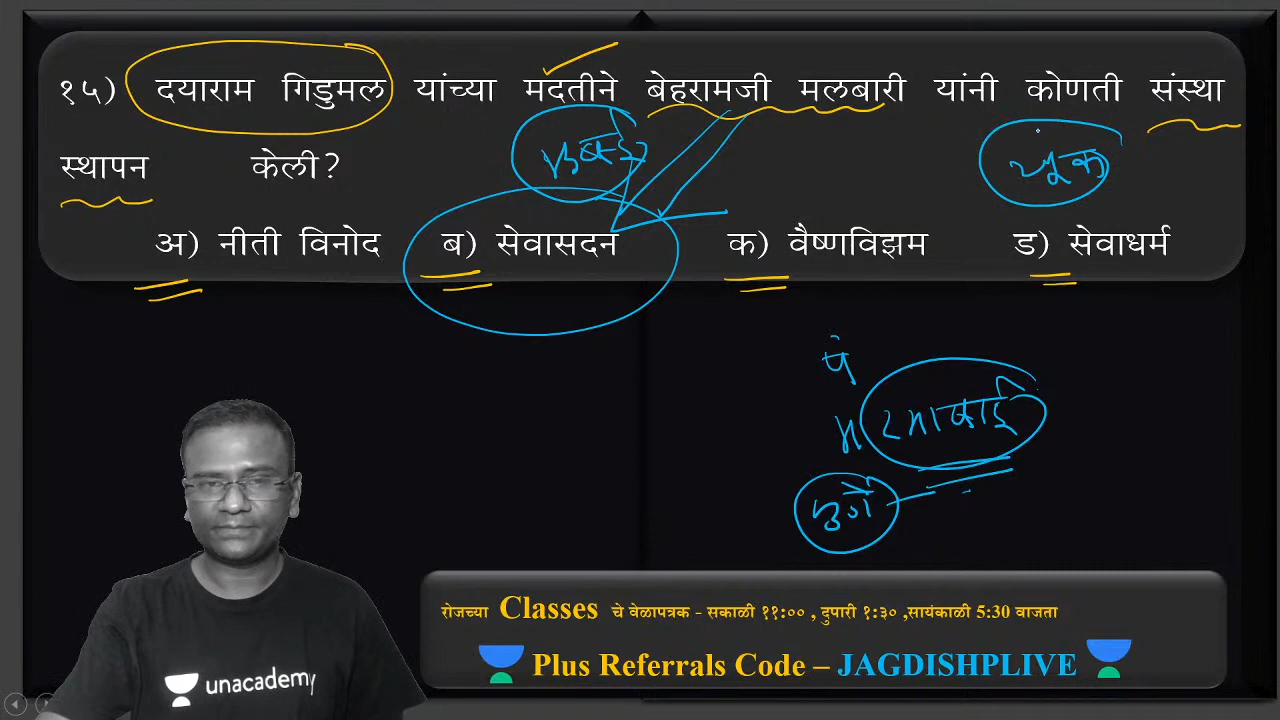 १५) दयाराम गिडुमल यांच्या मदतीने बेहरामजी मलबारी यांनी कोणती संस्था
स्थापन केली?
अ) नीती विनोद ब) सेवासदन क) वैष्णविझम ड) सेवाधर्म
रमाबाई
unacademy
रोजच्या Classes चे वेळापत्रक - सकाळी ११:०० , दुपारी १:३० ,सायंकाळी 5:30 वाजता
Plus Referrals Code – JAGDISHPLIVE